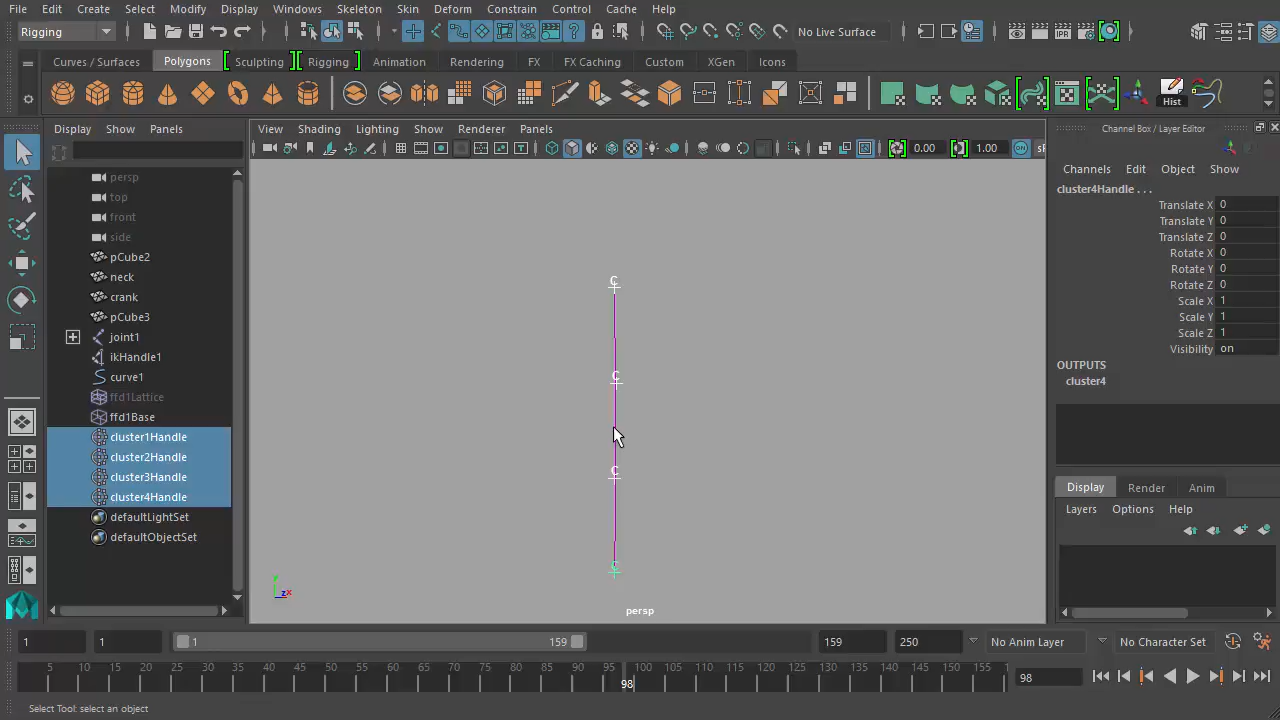 File Edit Create Select Modify Display Windows Skeleton Skin Deform Constrain Control Cache Help
Rigging No Live Surface
Curves / Surfaces Polygons Sculpting Rigging Animation Rendering FX FX Caching Custom XGen Icons
Hist
Display Show Panels
View Shading Lighting Show Renderer Panels
IPR
0.00 1.00 ON
Channel Box / Layer Editor
Channels Edit Object Show
cluster4Handle . . .
Translate X 0
Translate Y 0
Translate Z 0
Rotate X 0
Rotate Y 0
Rotate Z 0
Scale X 1
Scale Y 1
Scale Z 1
Visibility on
OUTPUTS
cluster4
persp
top
front
side
pCube2
neck
crank
pCube3
joint1
ikHandle1
curve1
ffd1Lattice
ffd1Base
cluster1Handle
cluster2Handle
cluster3Handle
cluster4Handle
defaultLightSet
defaultObjectSet
C
C
C
C
persp
Display Render Anim
Layers Options Help
1 1 1 159 159 250 No Anim Layer No Character Set
5 10 15 20 25 30 35 40 45 50 55 60 65 70 75 80 85 90 95 100 105 110 115 120 125 130 135 140 145 150 155
98 98
Select Tool: select an object